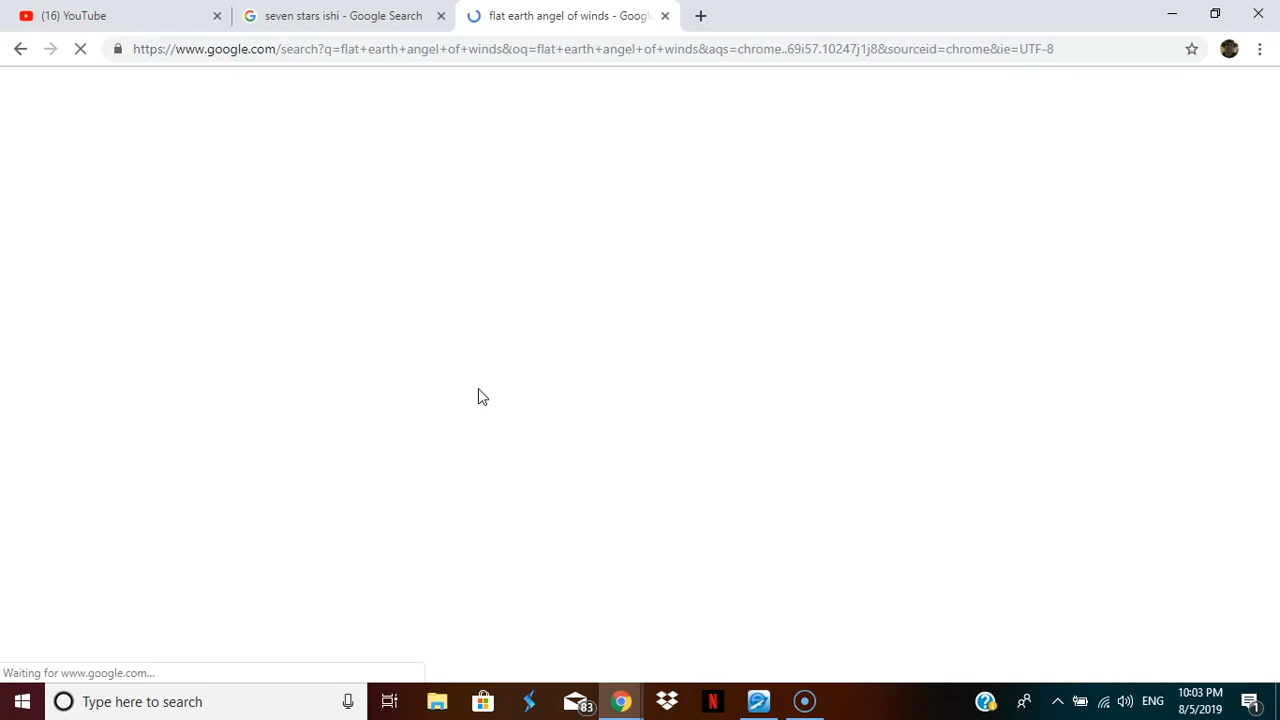 (16) YouTube
seven stars ishi - Google Search
flat earth angel of winds - Googl
https://www.google.com/search?q=flat+earth+angel+of+winds&oq=flat+earth+angel+of+winds&aqs=chrome..69i57.10247j1j8&sourceid=chrome&ie=UTF-8
Waiting for www.google.com...
Type here to search
83
N
ENG
10:03 PM
8/5/2019
1